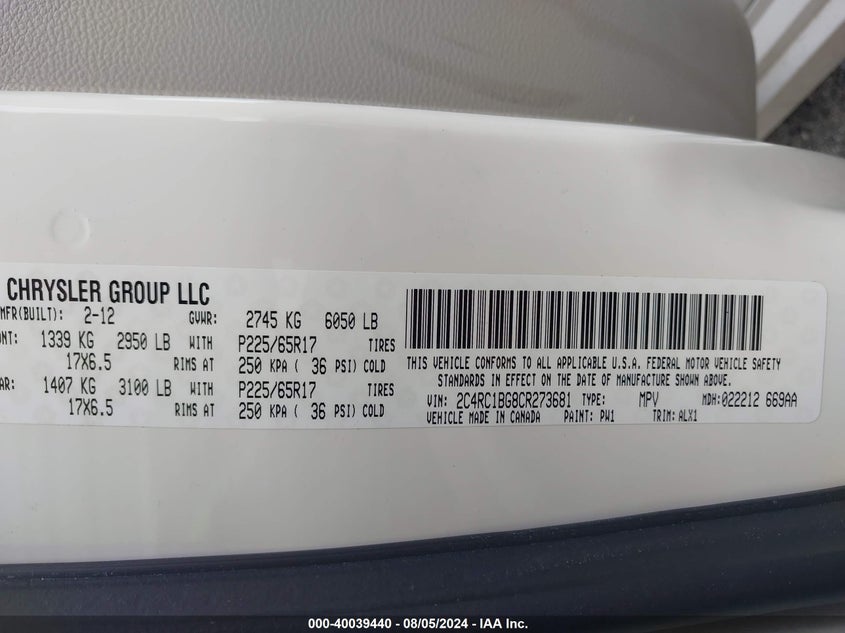 CHRYSLER GROUP LLC
MFR(BUILT): 2-12 GVWR: 2745 KG 6050 LB
NT: 1339 KG 2950 LB WITH P225/65R17 TIRES
17X6.5 RIMS AT 250 KPA ( 36 PSI) COLD
AR: 1407 KG 3100 LB WITH P225/65R17 TIRES
17X6.5 RIMS AT 250 KPA ( 36 PSI) COLD
THIS VEHICLE CONFORMS TO ALL APPLICABLE U.S.A. FEDERAL MOTOR VEHICLE SAFETY
STANDARDS IN EFFECT ON THE DATE OF MANUFACTURE SHOWN ABOVE.
VIN: 2C4RC1BG8CR273681 TYPE: MPV MDH:022212 669AA
VEHICLE MADE IN CANADA PAINT: PW1 TRIM: ALX1
000-40039440 - 08/05/2024 - IAA Inc.